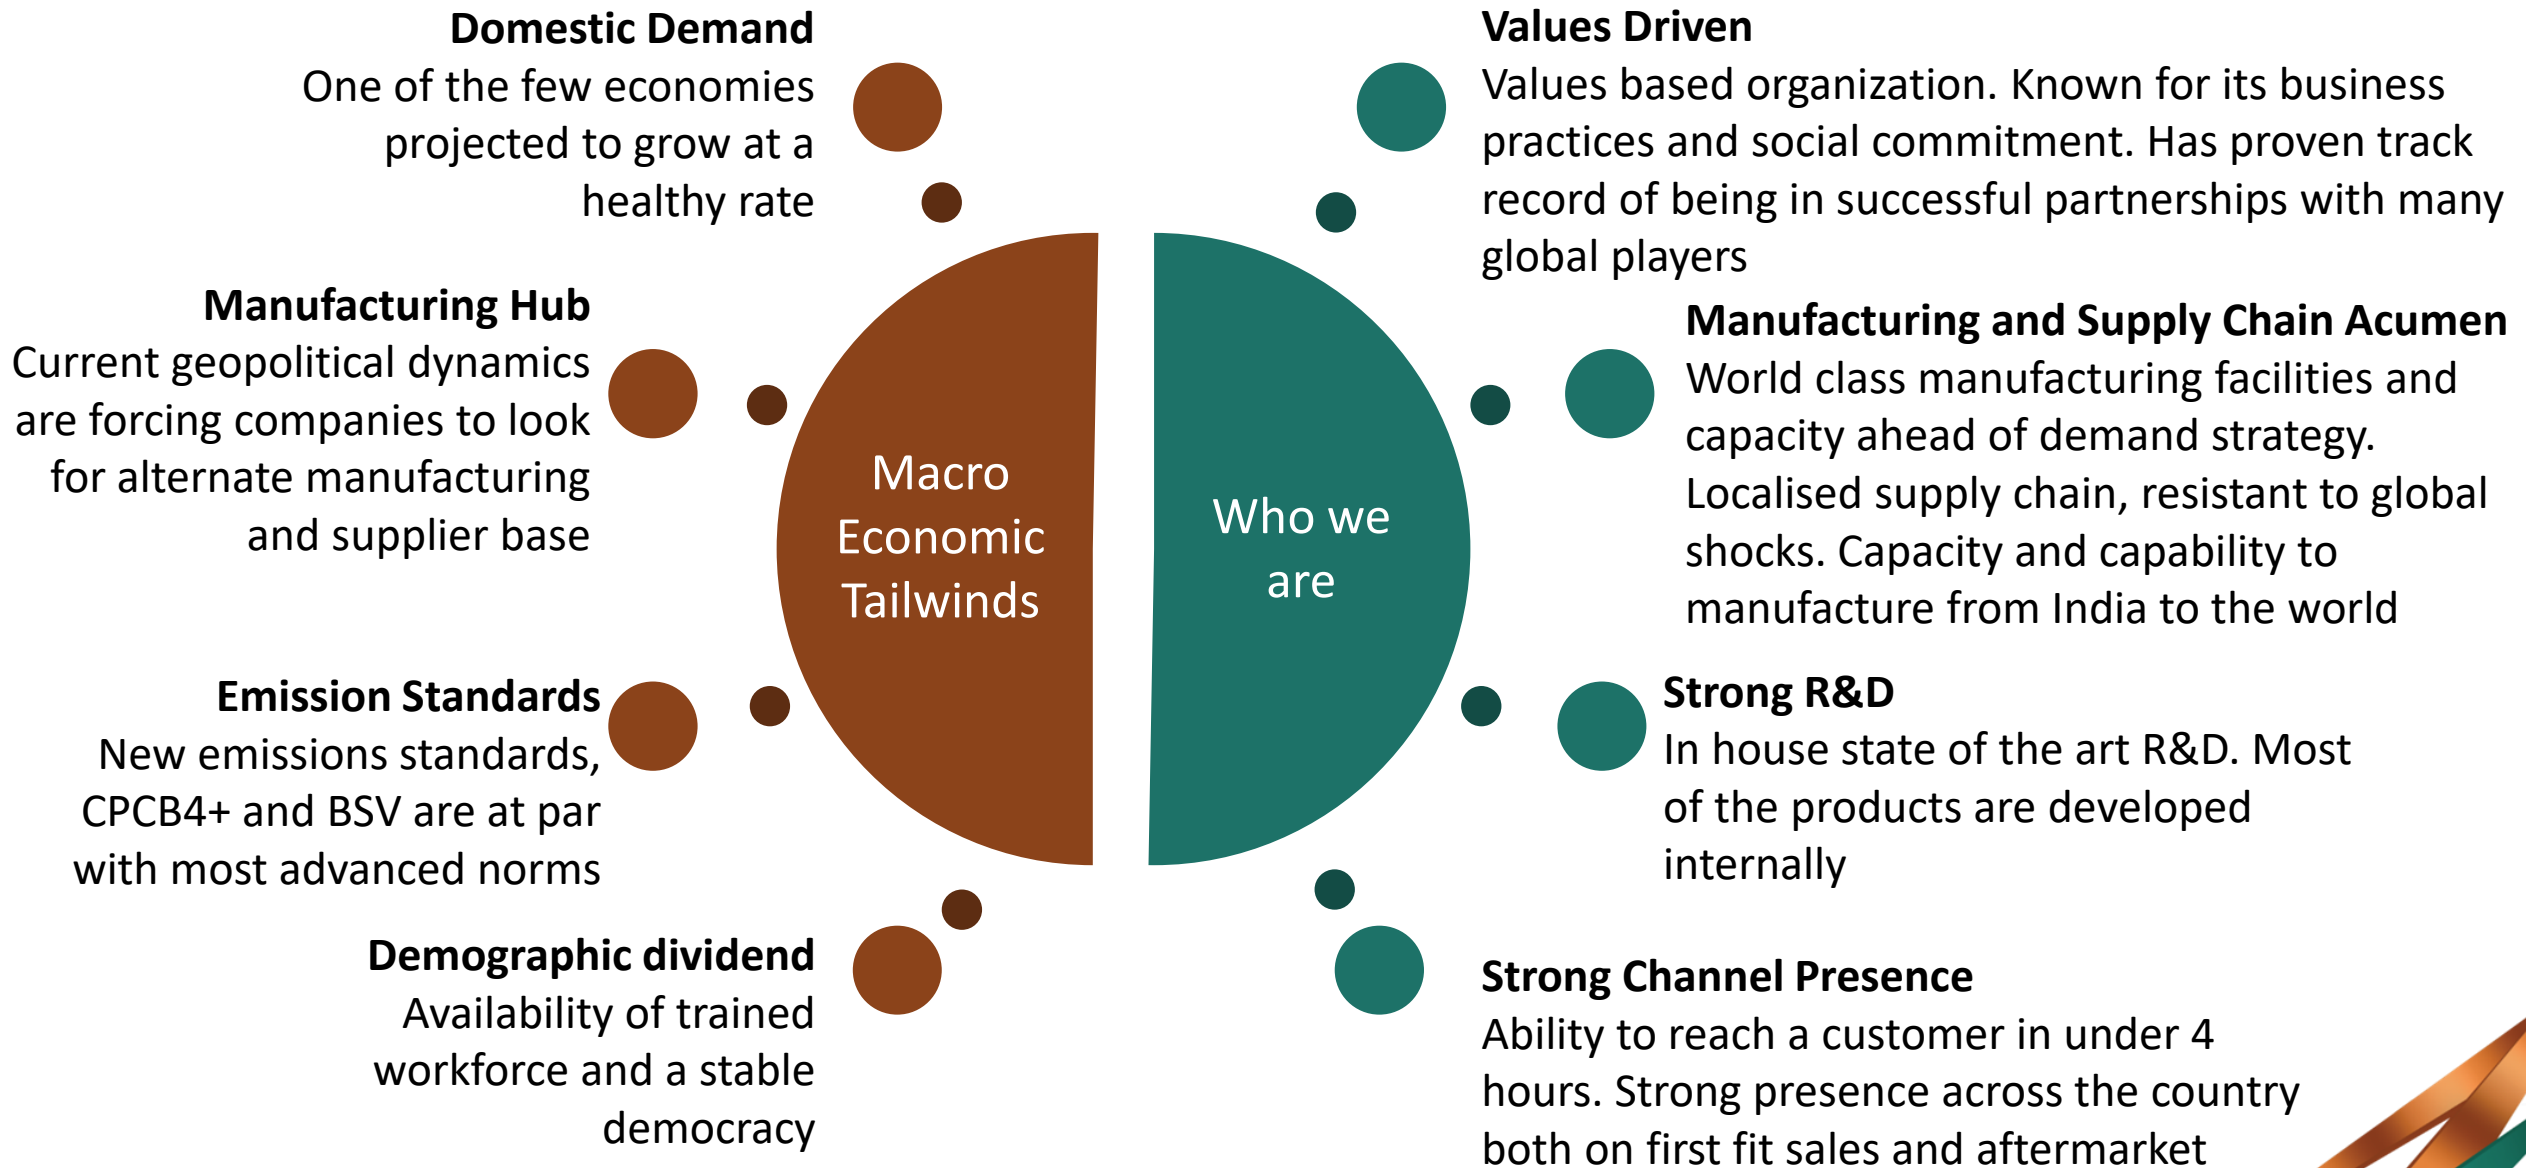 Domestic Demand
One of the few economies
projected to grow at a
healthy rate
Manufacturing Hub
Current geopolitical dynamics
are forcing companies to look
for alternate manufacturing
and supplier base
Emission Standards
New emissions standards,
CPCB4+ and BSV are at par
with most advanced norms
Demographic dividend
Availability of trained
workforce and a stable
democracy
Macro
Economic
Tailwinds
Who we
are
Values Driven
Values based organization. Known for its business
practices and social commitment. Has proven track
record of being in successful partnerships with many
global players
Manufacturing and Supply Chain Acumen
World class manufacturing facilities and
capacity ahead of demand strategy.
Localised supply chain, resistant to global
shocks. Capacity and capability to
manufacture from India to the world
Strong R&D
In house state of the art R&D. Most
of the products are developed
internally
Strong Channel Presence
Ability to reach a customer in under 4
hours. Strong presence across the country
both on first fit sales and aftermarket